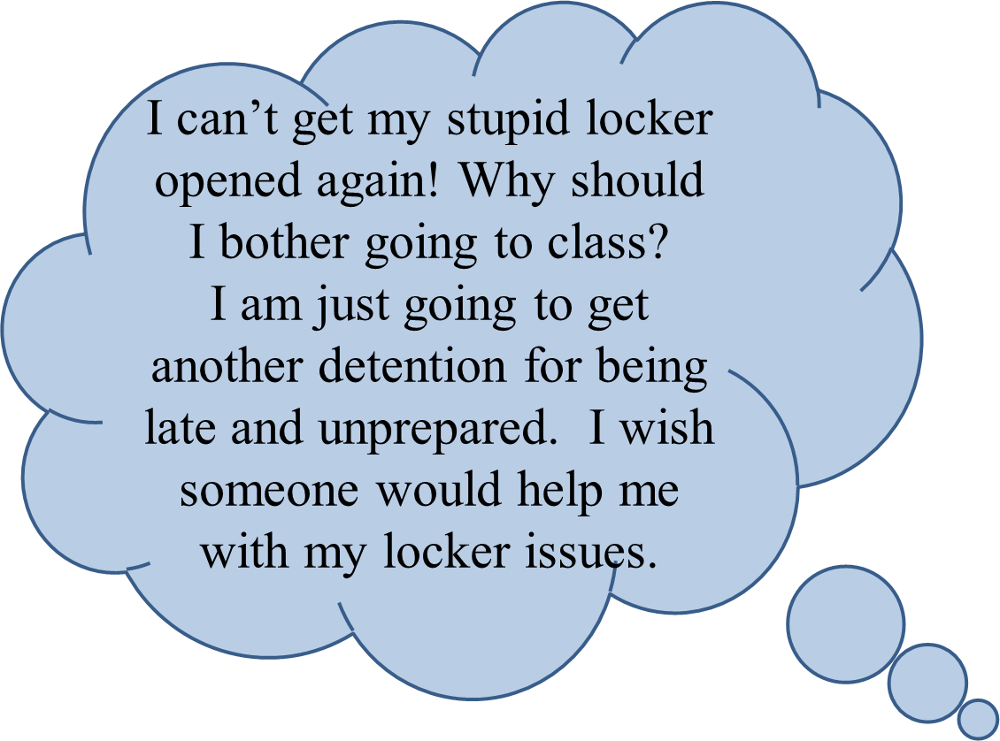 I can’t get my stupid locker
opened again! Why should
I bother going to class?
I am just going to get
another detention for being
late and unprepared.  I wish
someone would help me
with my locker issues.